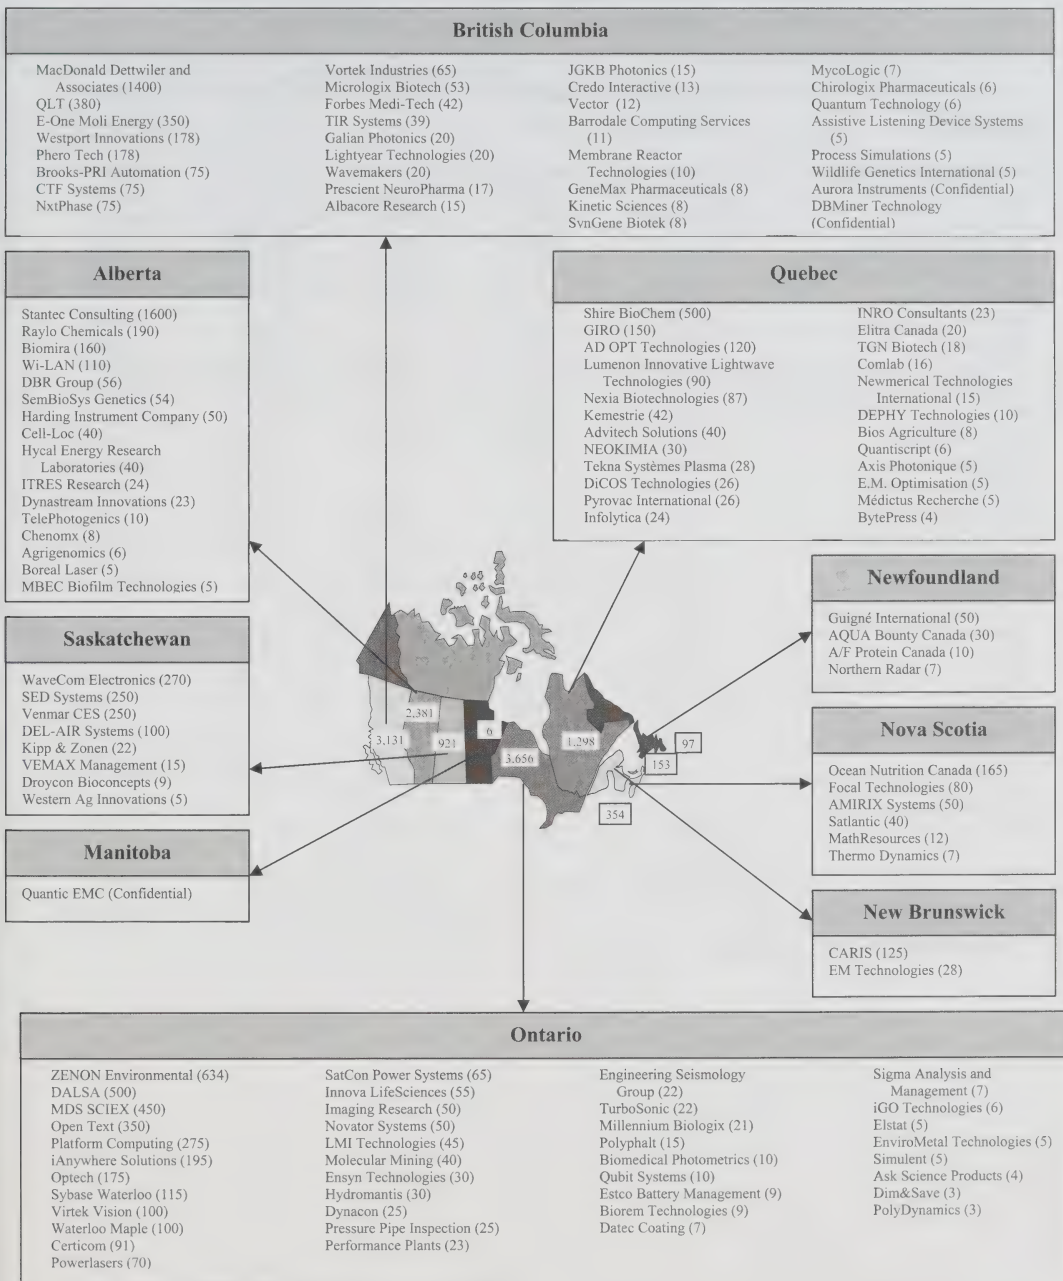 British Columbia
MacDonald Dettwiler and
Associates (1400)
QLT (380)
E-One Moli Energy (350)
Westport Innovations (178)
Phero Tech (178)
Brooks-PRI Automation (75)
CTF Systems (75)
NxtPhase (75)
Vortek Industries (65)
Micrologix Biotech (53)
Forbes Medi-Tech (42)
TIR Systems (39)
Galian Photonics (20)
Lightyear Technologies (20)
Wavemakers (20)
Prescient NeuroPharma (17)
Albacore Research (15)
JGKB Photonics (15)
Credo Interactive (13)
Vector (12)
Barrodale Computing Services
(11)
Membrane Reactor
Technologies (10)
GeneMax Pharmaceuticals (8)
Kinetic Sciences (8)
SynGene Biotek (8)
MycoLogic (7)
Chirologix Pharmaceuticals (6)
Quantum Technology (6)
Assistive Listening Device Systems
(5)
Process Simulations (5)
Wildlife Genetics International (5)
Aurora Instruments (Confidential)
DBMiner Technology
(Confidential)
Alberta
Stantec Consulting (1600)
Raylo Chemicals (190)
Biomira (160)
Wi-LAN (110)
DBR Group (56)
SemBioSys Genetics (54)
Harding Instrument Company (50)
Cell-Loc (40)
Hycal Energy Research
Laboratories (40)
ITRES Research (24)
Dynastream Innovations (23)
TelePhotogenics (10)
Chenomx (8)
Agrigenomics (6)
Boreal Laser (5)
MBEC Biofilm Technologies (5)
Quebec
Shire BioChem (500)
GIRO (150)
AD OPT Technologies (120)
Lumenon Innovative Lightwave
Technologies (90)
Nexia Biotechnologies (87)
Kemestrie (42)
Advitech Solutions (40)
NEOKIMIA (30)
Tekna Systèmes Plasma (28)
DiCOS Technologies (26)
Pyrovac International (26)
Infolytica (24)
INRO Consultants (23)
Elitra Canada (20)
TGN Biotech (18)
Comlab (16)
Newmerical Technologies
International (15)
DEPHY Technologies (10)
Bios Agriculture (8)
Quantiscript (6)
Axis Photonique (5)
E.M. Optimisation (5)
Médictus Recherche (5)
BytePress (4)
Saskatchewan
WaveCom Electronics (270)
SED Systems (250)
Venmar CES (250)
DEL-AIR Systems (100)
Kipp & Zonen (22)
VEMAX Management (15)
Droycon Bioconcepts (9)
Western Ag Innovations (5)
Manitoba
Quantic EMC (Confidential)
2,381
3,131
921
6
3,656
1,298
97
153
354
Newfoundland
Guigné International (50)
AQUA Bounty Canada (30)
A/F Protein Canada (10)
Northern Radar (7)
Nova Scotia
Ocean Nutrition Canada (165)
Focal Technologies (80)
AMIRIX Systems (50)
Satlantic (40)
MathResources (12)
Thermo Dynamics (7)
New Brunswick
CARIS (125)
EM Technologies (28)
Ontario
ZENON Environmental (634)
DALSA (500)
MDS SCIEX (450)
Open Text (350)
Platform Computing (275)
iAnywhere Solutions (195)
Optech (175)
Sybase Waterloo (115)
Virtek Vision (100)
Waterloo Maple (100)
Certicom (91)
Powerlasers (70)
SatCon Power Systems (65)
Innova LifeSciences (55)
Imaging Research (50)
Novator Systems (50)
LMI Technologies (45)
Molecular Mining (40)
Ensyn Technologies (30)
Hydromantis (30)
Dynacon (25)
Pressure Pipe Inspection (25)
Performance Plants (23)
Engineering Seismology
Group (22)
TurboSonic (22)
Millennium Biologix (21)
Polyphalt (15)
Biomedical Photometrics (10)
Qubit Systems (10)
Estco Battery Management (9)
Biorem Technologies (9)
Datec Coating (7)
Sigma Analysis and
Management (7)
iGO Technologies (6)
Elstat (5)
EnviroMetal Technologies (5)
Simulent (5)
Ask Science Products (4)
Dim&Save (3)
PolyDynamics (3)